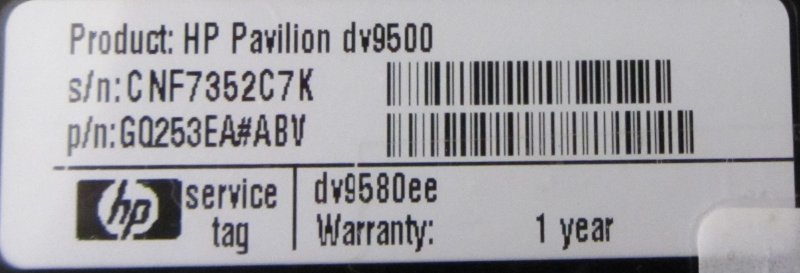 Product: HP Pavilion dv9500
s/n:CNF7352C7K
p/n:GQ253EA#ABV
hp
service
tag
dv9580ee
Warranty: 1 year